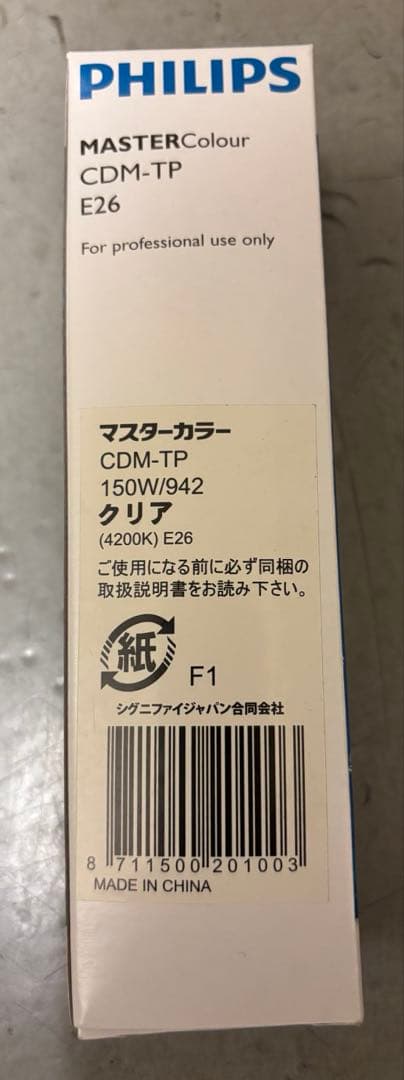 PHILIPS
MASTERColour
CDM-TP
E26
For professional use only
マスターカラー
CDM-TP
150W/942
クリア
(4200K) E26
ご使用になる前に必ず同梱の
取扱説明書をお読み下さい。
紙
F1
シグニファイジャパン合同会社
8 711500 201003
MADE IN CHINA